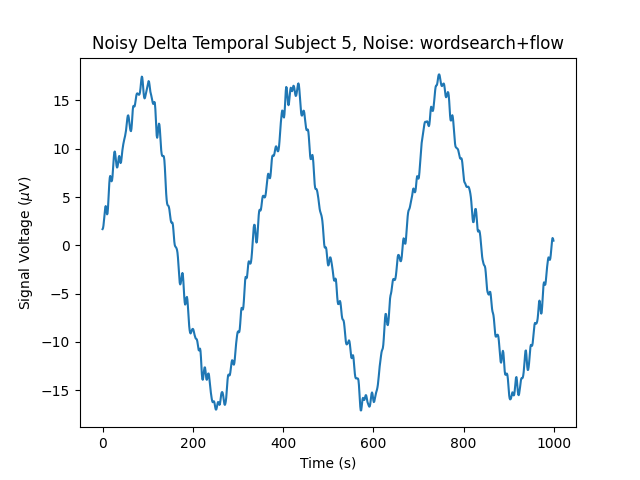 Noisy Delta Temporal Subject 5, Noise: wordsearch+flow
Signal Voltage (μV)
15
10
5
0
−5
−10
−15
0 200 400 600 800 1000
Time (s)